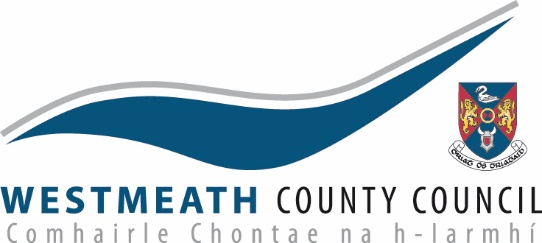 WESTMEATH COUNTY COUNCIL
Comhairle Chontae na h-Iarmhí